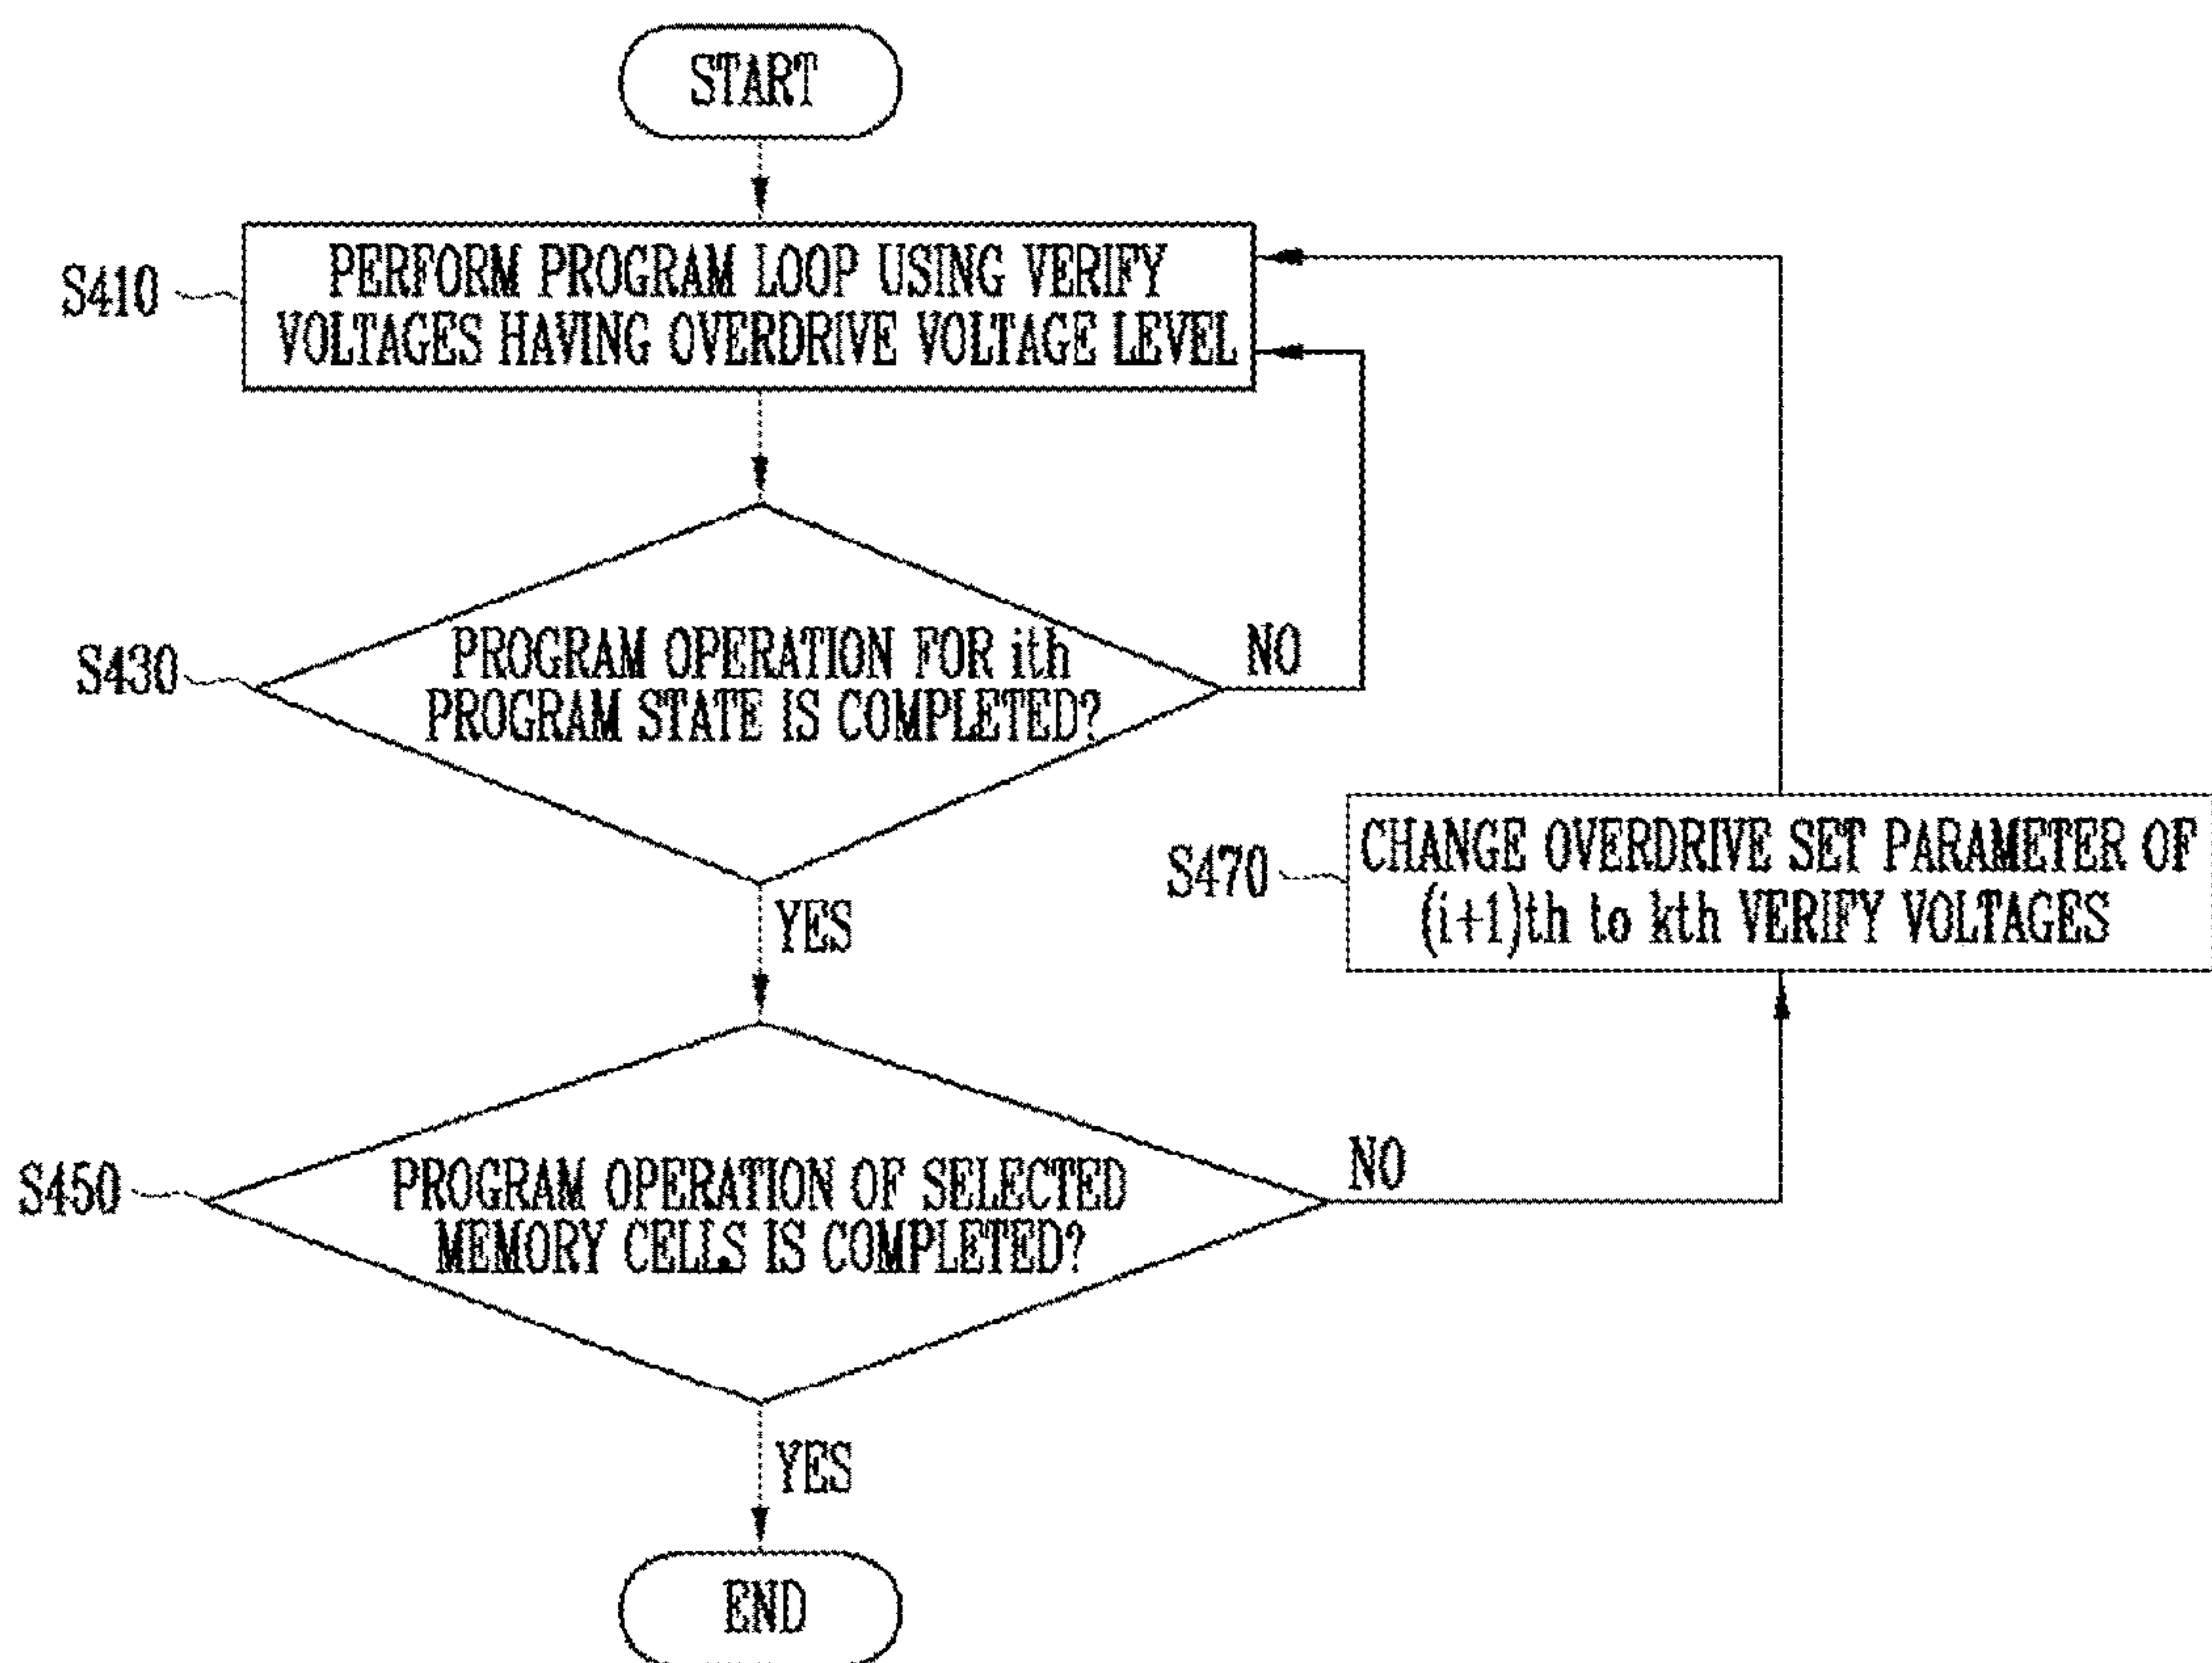 START
S410
PERFORM PROGRAM LOOP USING VERIFY
VOLTAGES HAVING OVERDRIVE VOLTAGE LEVEL
S430
PROGRAM OPERATION FOR ith
PROGRAM STATE IS COMPLETED?
NO
YES
S470
CHANGE OVERDRIVE SET PARAMETER OF
(i+1)th to kth VERIFY VOLTAGES
S450
PROGRAM OPERATION OF SELECTED
MEMORY CELLS IS COMPLETED?
NO
YES
END